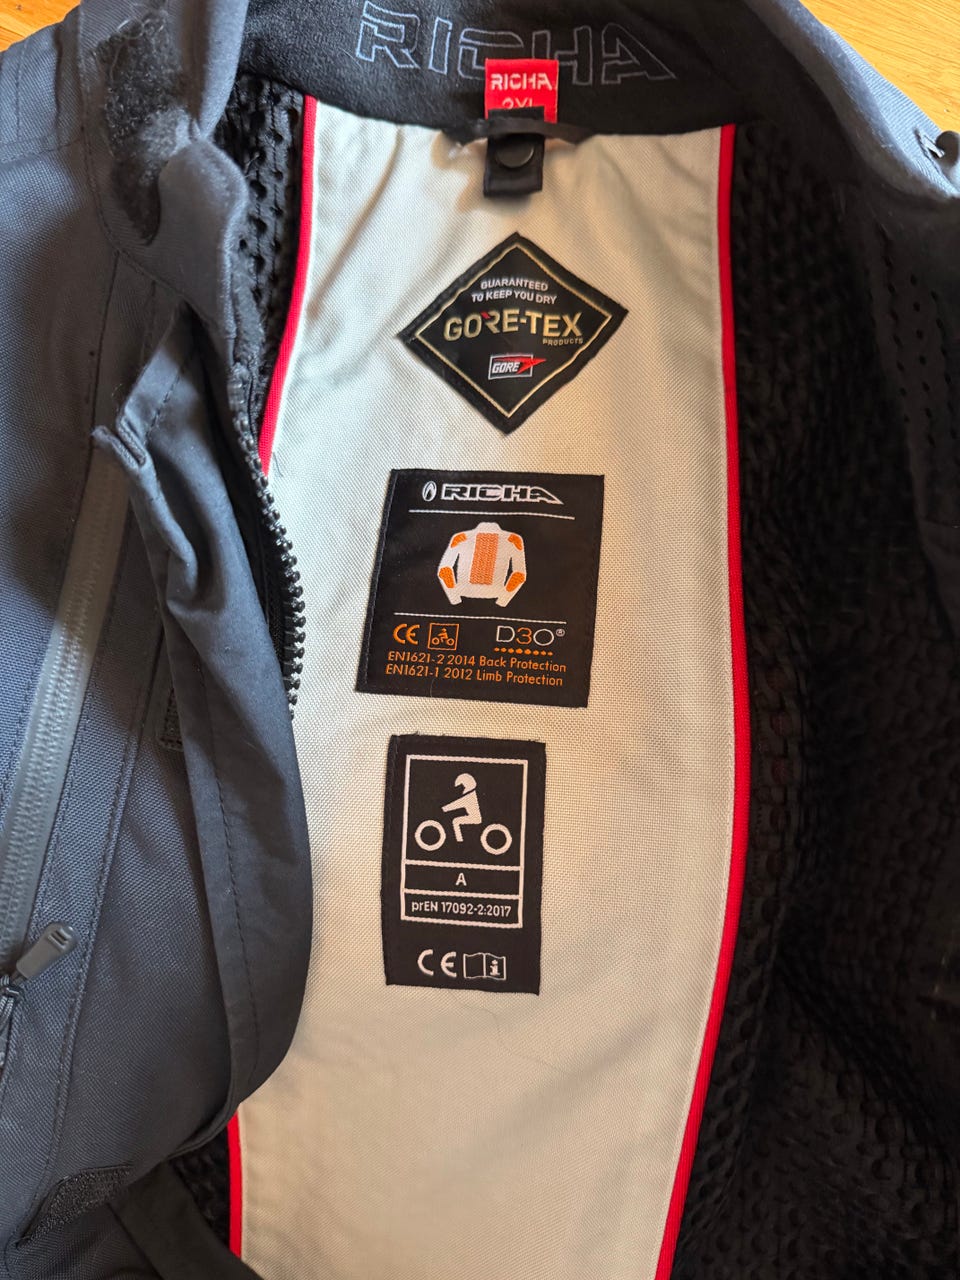 RICHA
RICHA
2XL
GUARANTEED
TO KEEP YOU DRY
GORE-TEX
PRODUCTS
GORE
RICHA
CE D3O®
EN1621-2 2014 Back Protection
EN1621-1 2012 Limb Protection
A
prEN 17092-2:2017
CE i